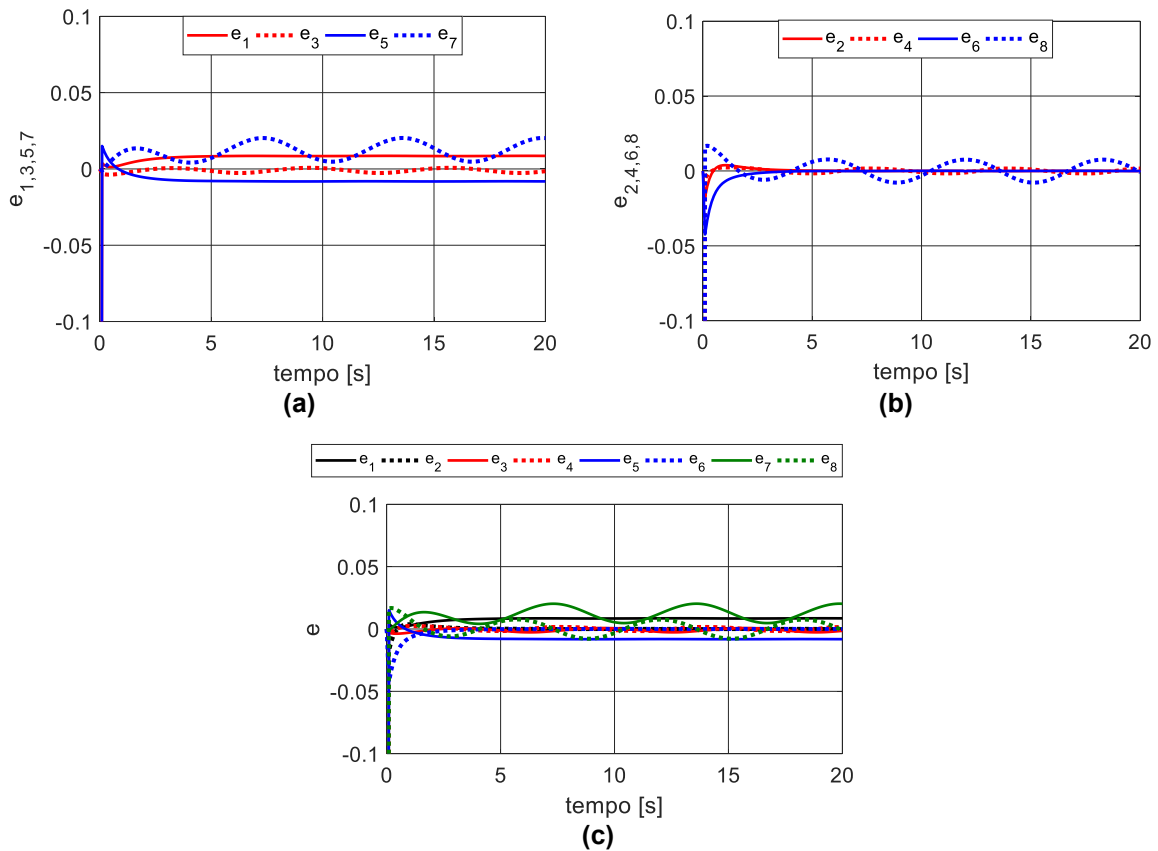 e1 e3 e5 e7
0.1
0.05
0
-0.05
-0.1
e1,3,5,7
0 5 10 15 20
tempo [s]
(a)
e2 e4 e6 e8
0.1
0.05
0
-0.05
-0.1
e2,4,6,8
0 5 10 15 20
tempo [s]
(b)
e1 e2 e3 e4 e5 e6 e7 e8
0.1
0.05
0
-0.05
-0.1
e
0 5 10 15 20
tempo [s]
(c)